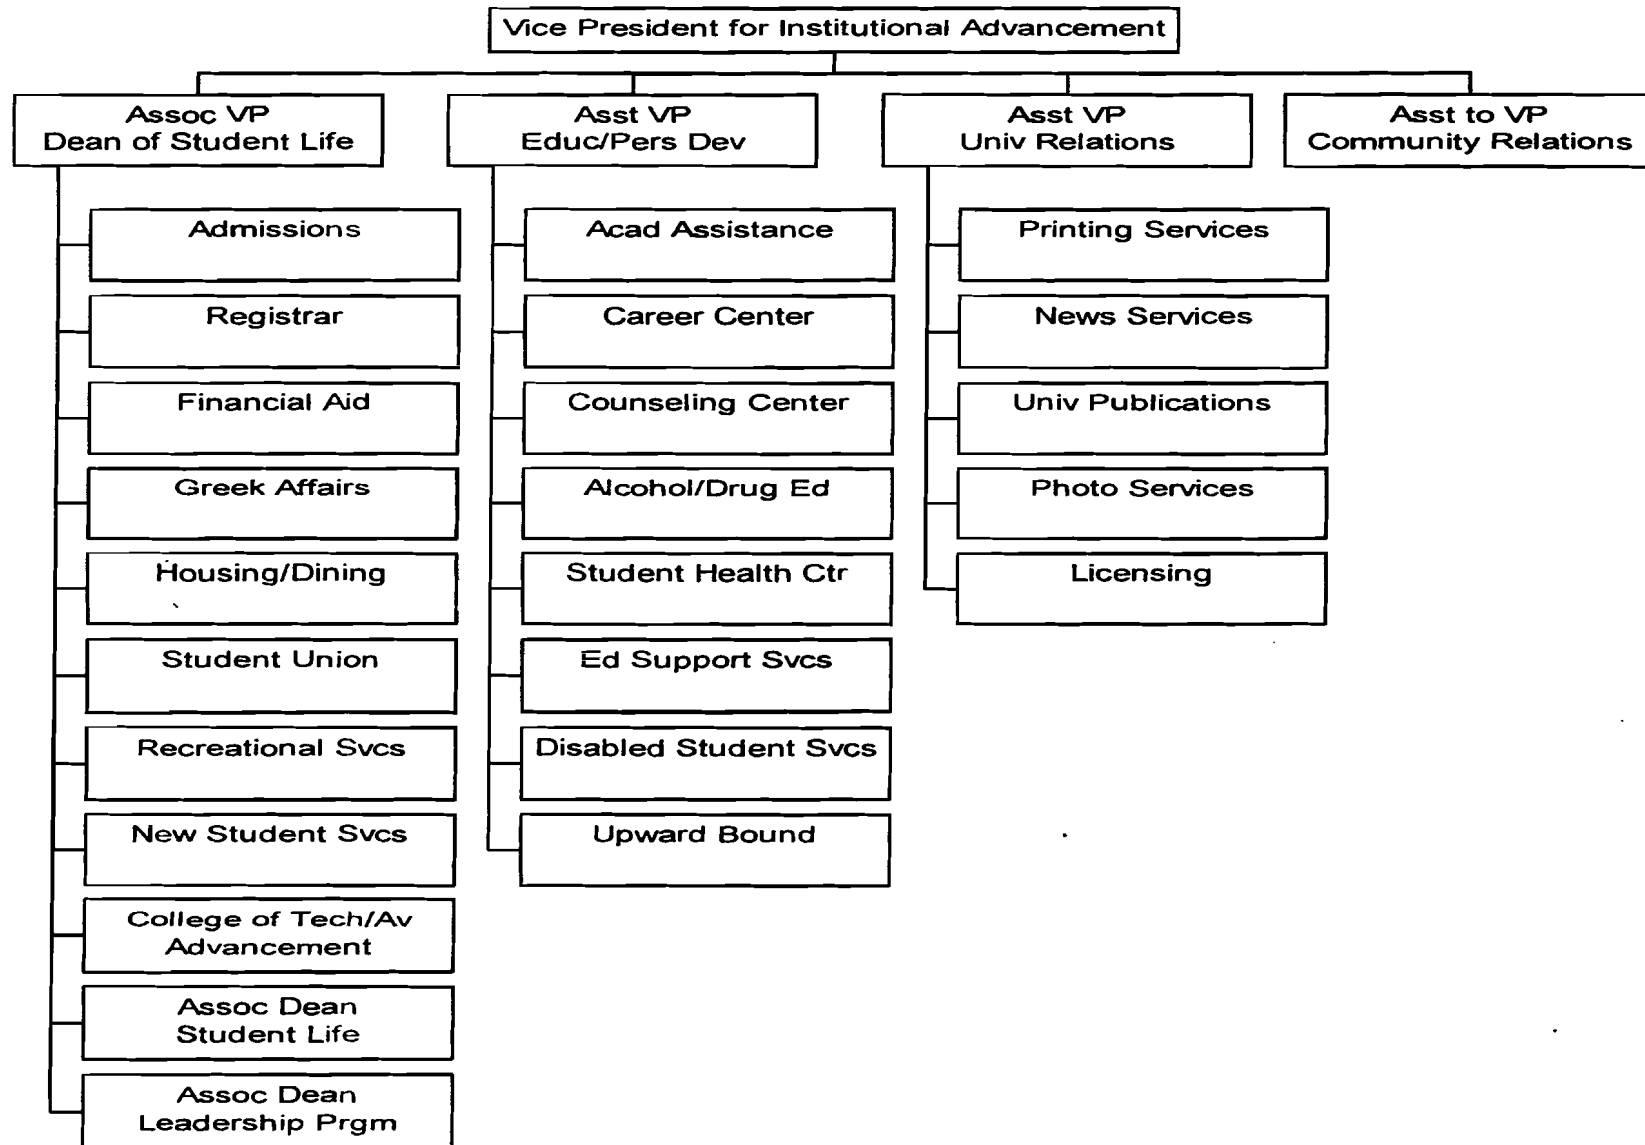 Vice President for Institutional Advancement
Assoc VP
Dean of Student Life
Admissions
Registrar
Financial Aid
Greek Affairs
Housing/Dining
Student Union
Recreational Svcs
New Student Svcs
College of Tech/Av
Advancement
Assoc Dean
Student Life
Assoc Dean
Leadership Prgm
Asst VP
Educ/Pers Dev
Acad Assistance
Career Center
Counseling Center
Alcohol/Drug Ed
Student Health Ctr
Ed Support Svcs
Disabled Student Svcs
Upward Bound
Asst VP
Univ Relations
Printing Services
News Services
Univ Publications
Photo Services
Licensing
Asst to VP
Community Relations